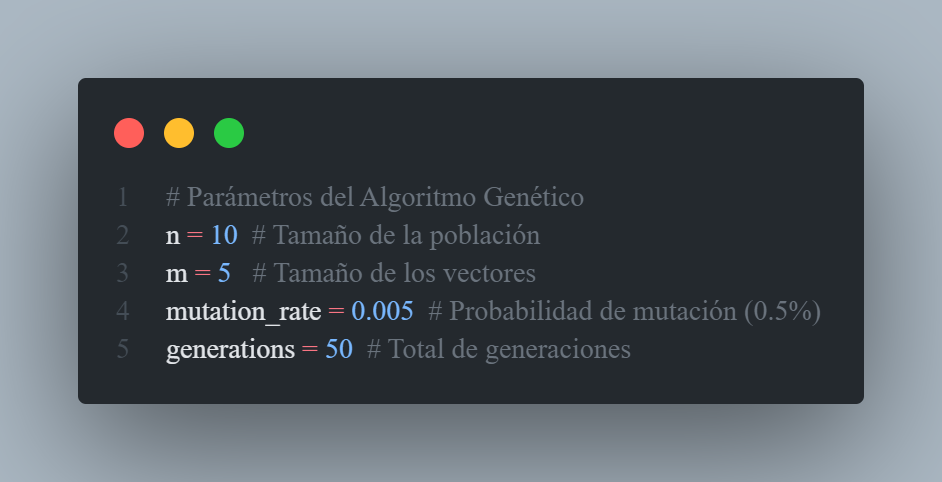 1 # Parámetros del Algoritmo Genético
2 n = 10 # Tamaño de la población
3 m = 5 # Tamaño de los vectores
4 mutation_rate = 0.005 # Probabilidad de mutación (0.5%)
5 generations = 50 # Total de generaciones